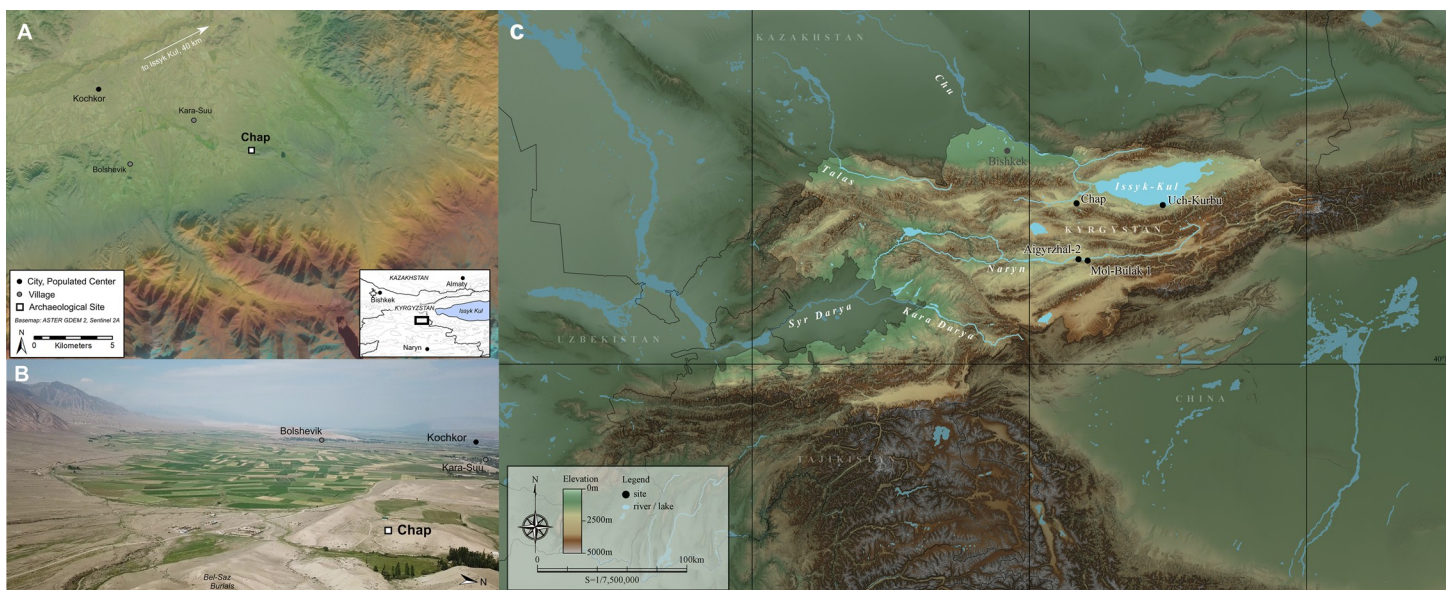 A
to Issyk Kul, 40 km
Kochkor
Kara-Suu
Chap
Bolshevik
City, Populated Center
Village
Archaeological Site
Basemap: ASTER GDEM 2, Sentinel 2A
N
0 5
Kilometers
KAZAKHSTAN
Almaty
Bishkek
KYRGYZSTAN
Issyk Kul
Naryn
B
Bolshevik
Kochkor
Kara-Suu
Chap
Bel-Saz
Burials
N
C
KAZAKHSTAN
Chu
Bishkek
Talas
Issyk-Kul
Chap
Uch-Kurbu
KYRGYSTAN
Aigyrzhal-2
Naryn
Mol-Bulak 1
Syr Darya
Kara Darya
UZBEKISTAN
40°
CHINA
TAJIKISTAN
N
Elevation
0m
2500m
5000m
Legend
site
river / lake
0 100km
S=1/7,500,000